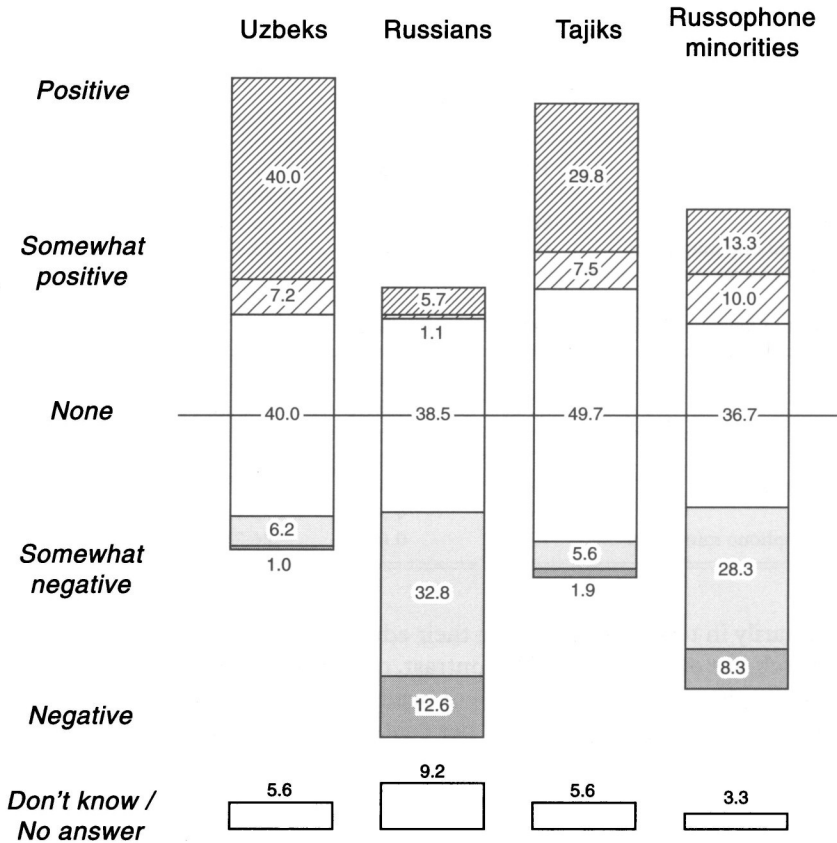 Uzbeks
Russians
Tajiks
Russophone
minorities
Positive
40.0
29.8
13.3
Somewhat
positive
7.2
5.7
1.1
7.5
10.0
None
40.0
38.5
49.7
36.7
Somewhat
negative
6.2
1.0
32.8
5.6
1.9
28.3
Negative
12.6
8.3
Don't know /
No answer
5.6
9.2
5.6
3.3